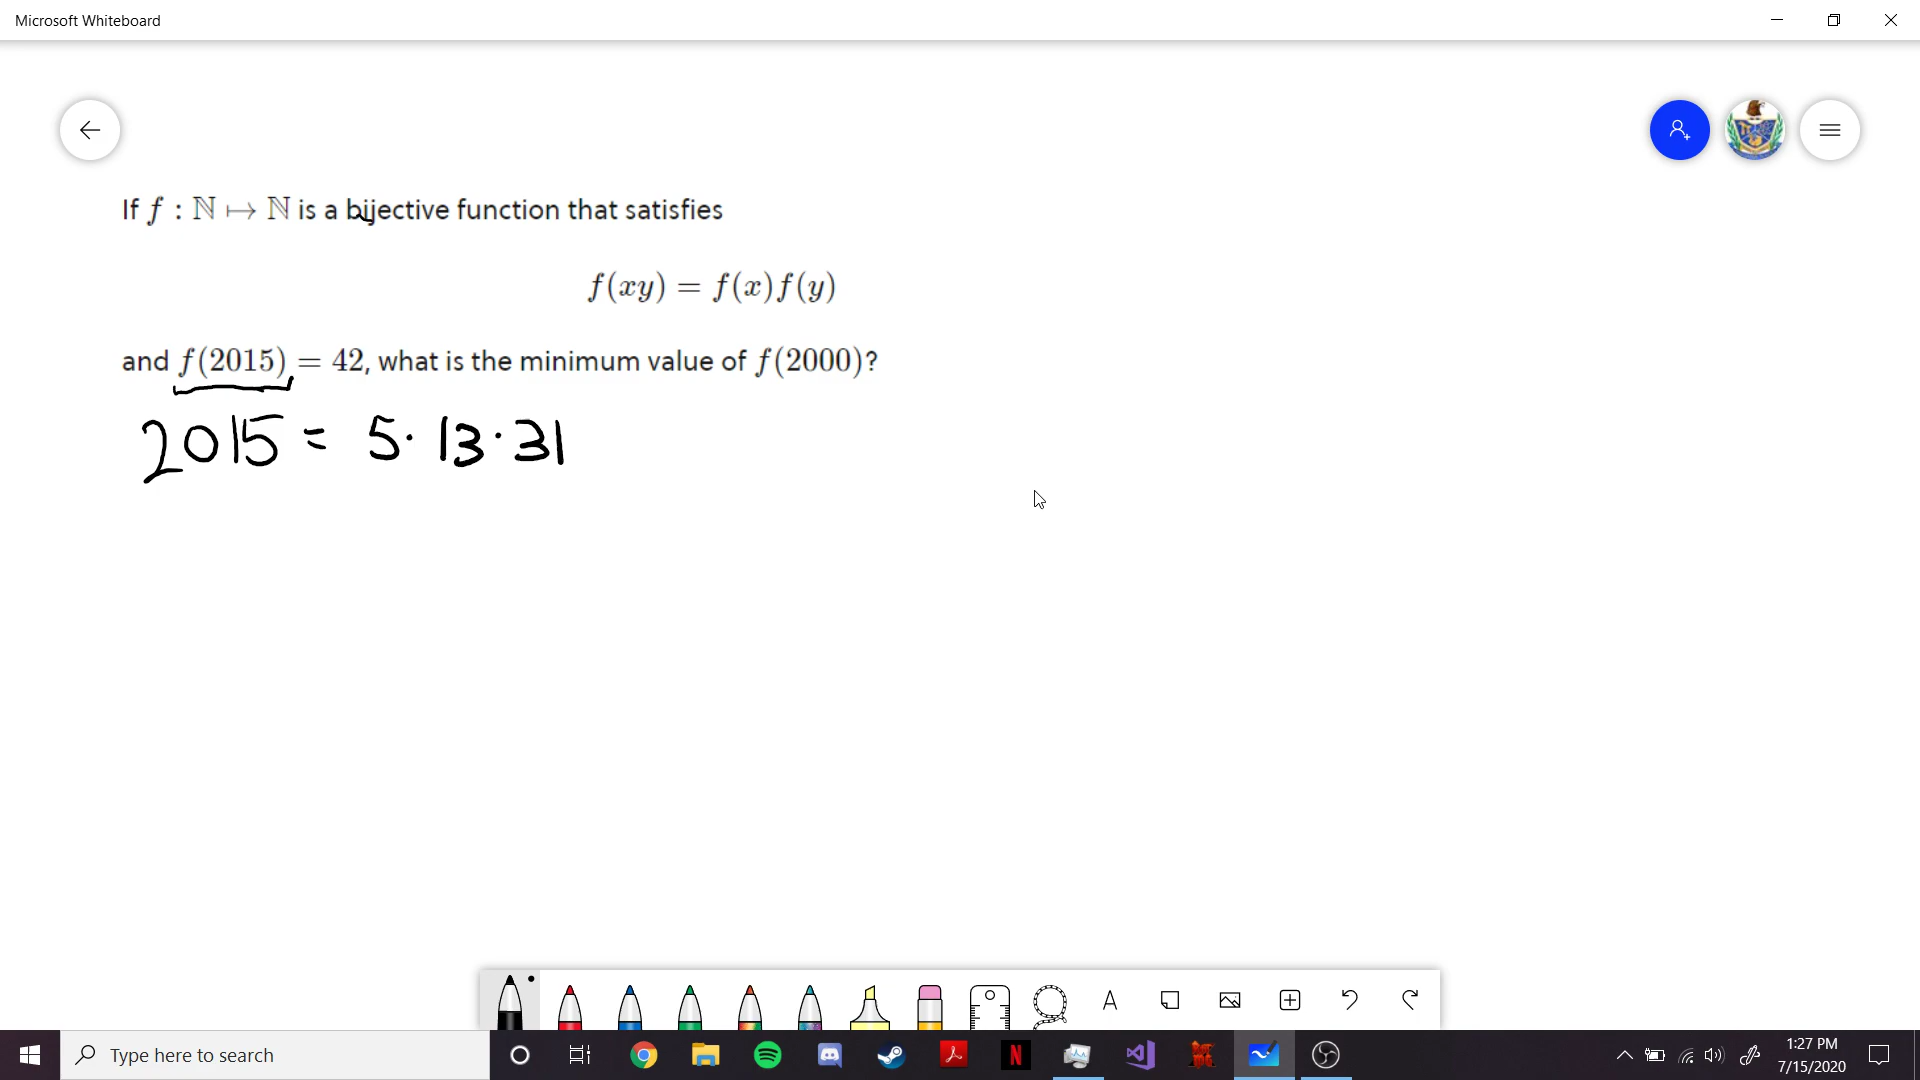 Microsoft Whiteboard
If f : ℕ ↦ ℕ is a bijective function that satisfies
f(xy) = f(x)f(y)
and f(2015) = 42, what is the minimum value of f(2000)?
2015 = 5 · 13 · 31
A
Type here to search
1:27 PM
7/15/2020